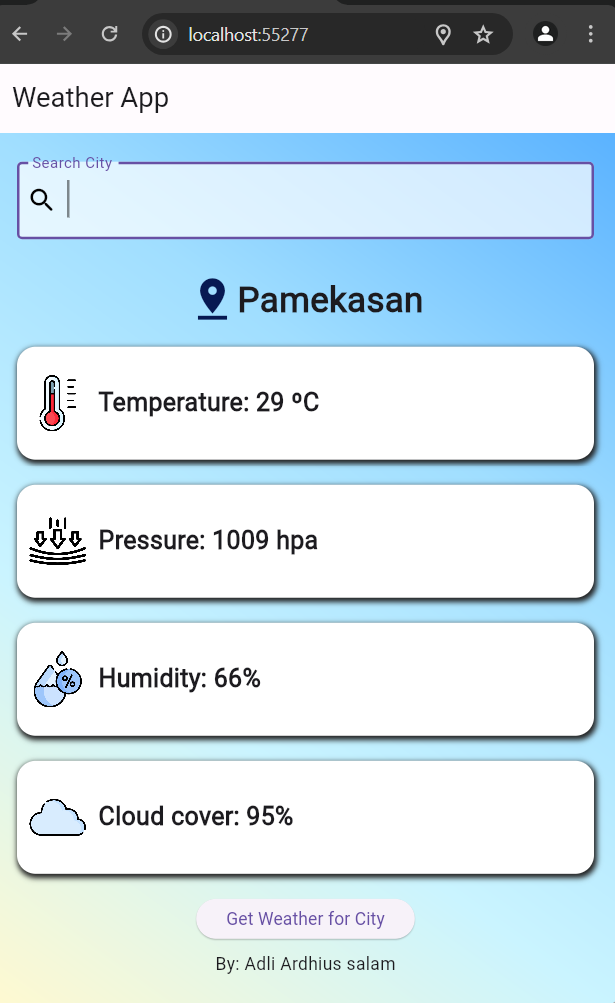 localhost:55277
Weather App
Search City
Pamekasan
Temperature: 29 ºC
Pressure: 1009 hpa
Humidity: 66%
%
Cloud cover: 95%
Get Weather for City
By: Adli Ardhius salam